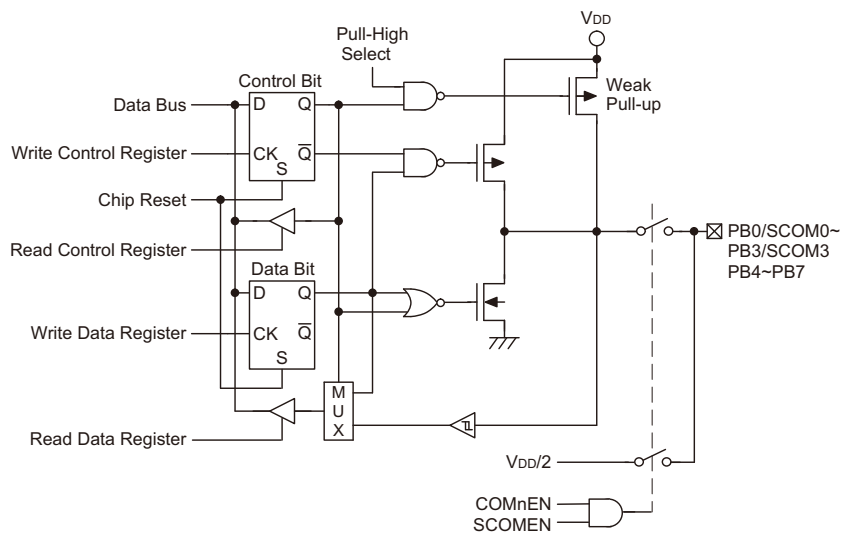 VDD
Pull-High
Select
Control Bit
Weak
Pull-up
Data Bus
D
Q
Write Control Register
CK
Q
S
Chip Reset
Read Control Register
PB0/SCOM0~
PB3/SCOM3
PB4~PB7
Data Bit
D
Q
Write Data Register
CK
Q
S
M
U
X
Read Data Register
VDD/2
COMnEN
SCOMEN